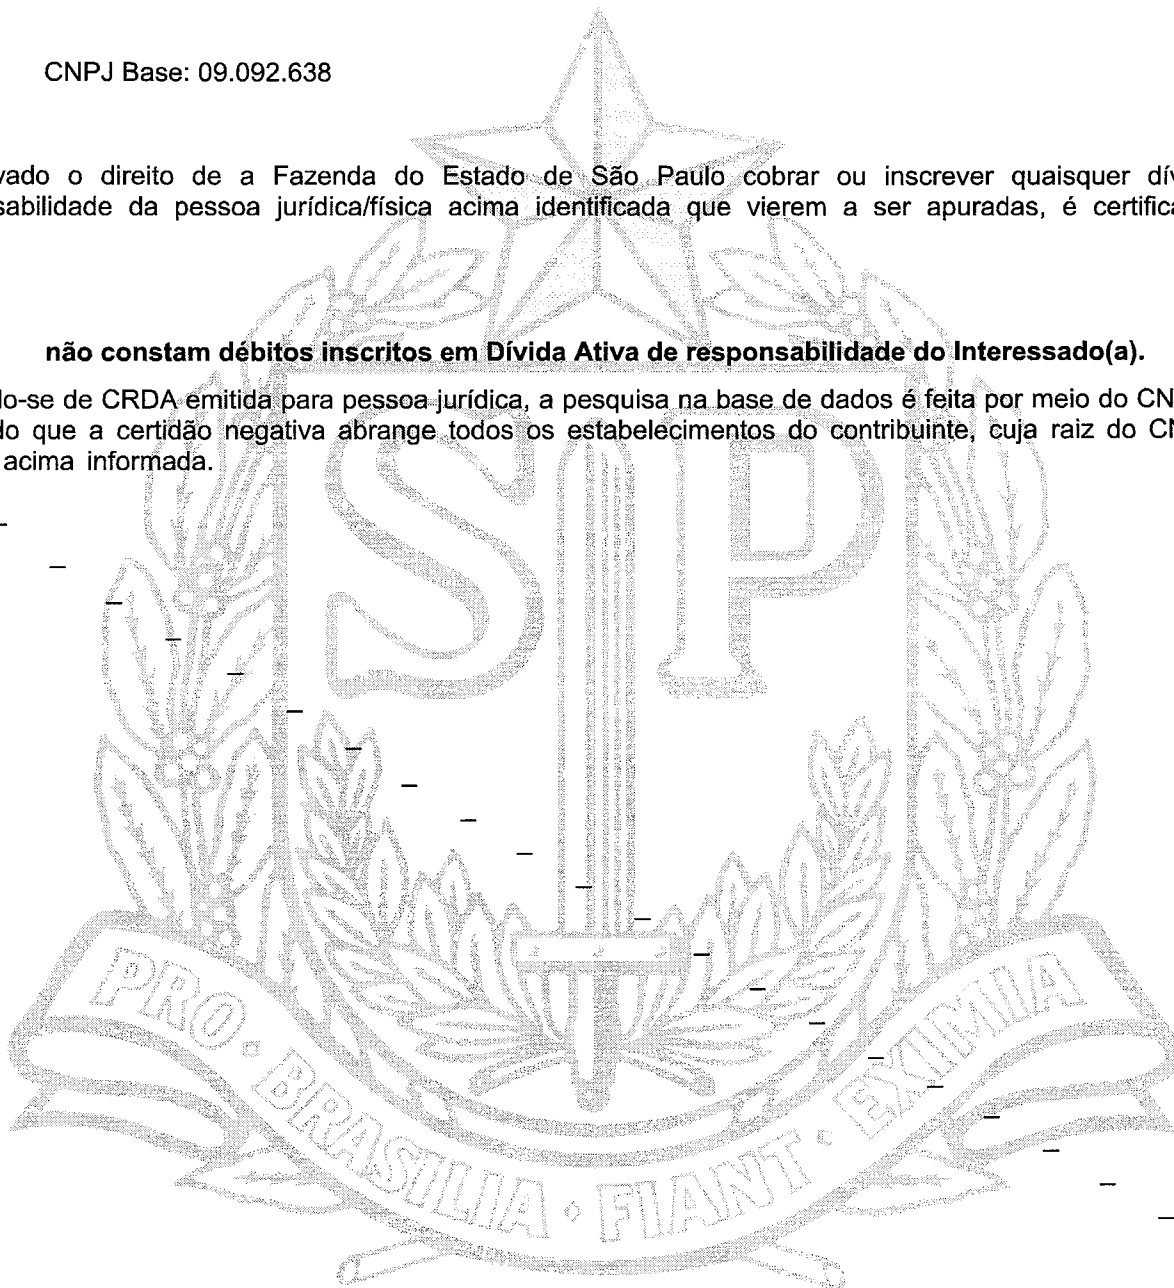 CNPJ Base: 09.092.638
vado o direito de a Fazenda do Estado de São Paulo cobrar ou inscrever quaisquer dív
sabilidade da pessoa jurídica/física acima identificada que vierem a ser apuradas, é certifica
não constam débitos inscritos em Dívida Ativa de responsabilidade do Interessado(a).
do-se de CRDA emitida para pessoa jurídica, a pesquisa na base de dados é feita por meio do CN
do que a certidão negativa abrange todos os estabelecimentos do contribuinte, cuja raiz do CN
acima informada.
SP
PRO · BRASILIA · FIANT · EXIMIA